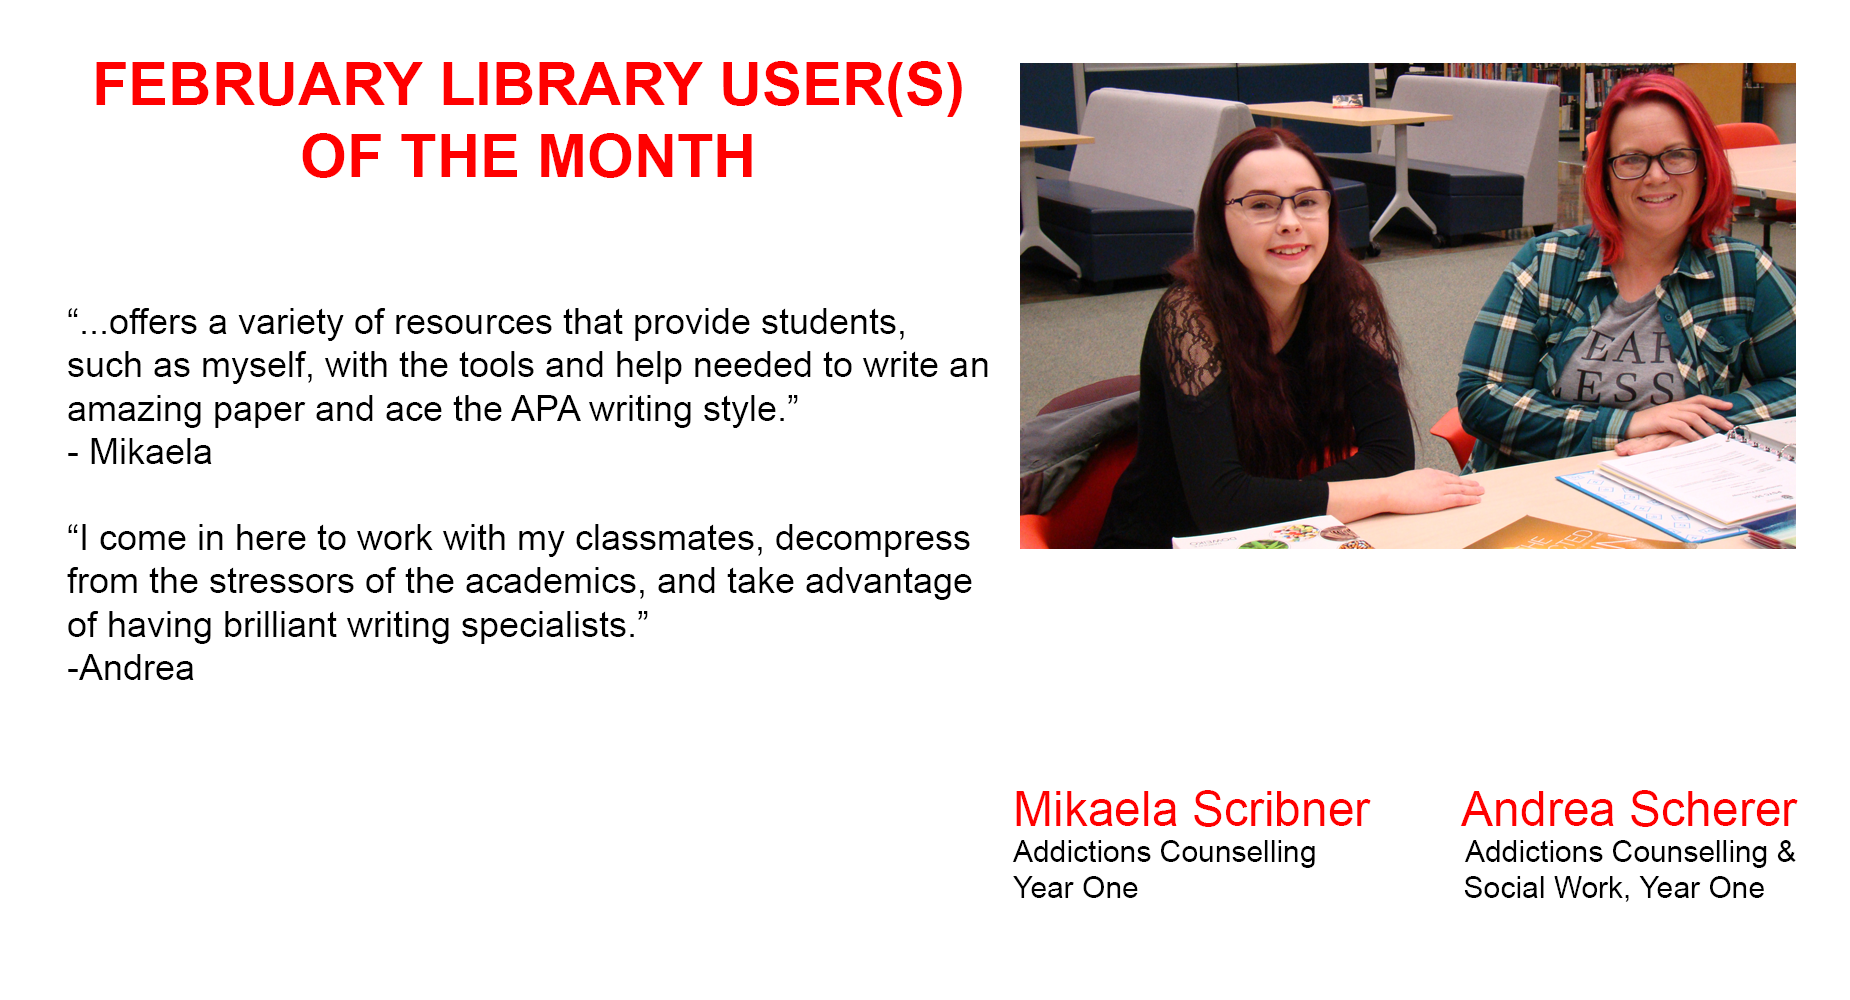 FEBRUARY LIBRARY USER(S)
OF THE MONTH
“...offers a variety of resources that provide students,
such as myself, with the tools and help needed to write an
amazing paper and ace the APA writing style.”
- Mikaela
“I come in here to work with my classmates, decompress
from the stressors of the academics, and take advantage
of having brilliant writing specialists.”
-Andrea
EAR
LESS
THE
Mikaela Scribner
Addictions Counselling
Year One
Andrea Scherer
Addictions Counselling &
Social Work, Year One